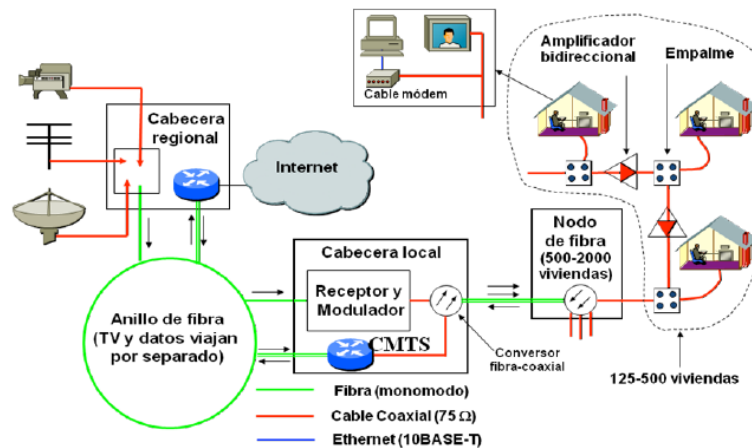 Cable módem
Amplificador
bidireccional
Empalme
Cabecera
regional
Internet
Nodo
de fibra
(500-2000
viviendas)
Cabecera local
Receptor y
Modulador
CMTS
Conversor
fibra-coaxial
Anillo de fibra
(TV y datos viajan
por separado)
125-500 viviendas
Fibra (monomodo)
Cable Coaxial (75 Ω)
Ethernet (10BASE-T)